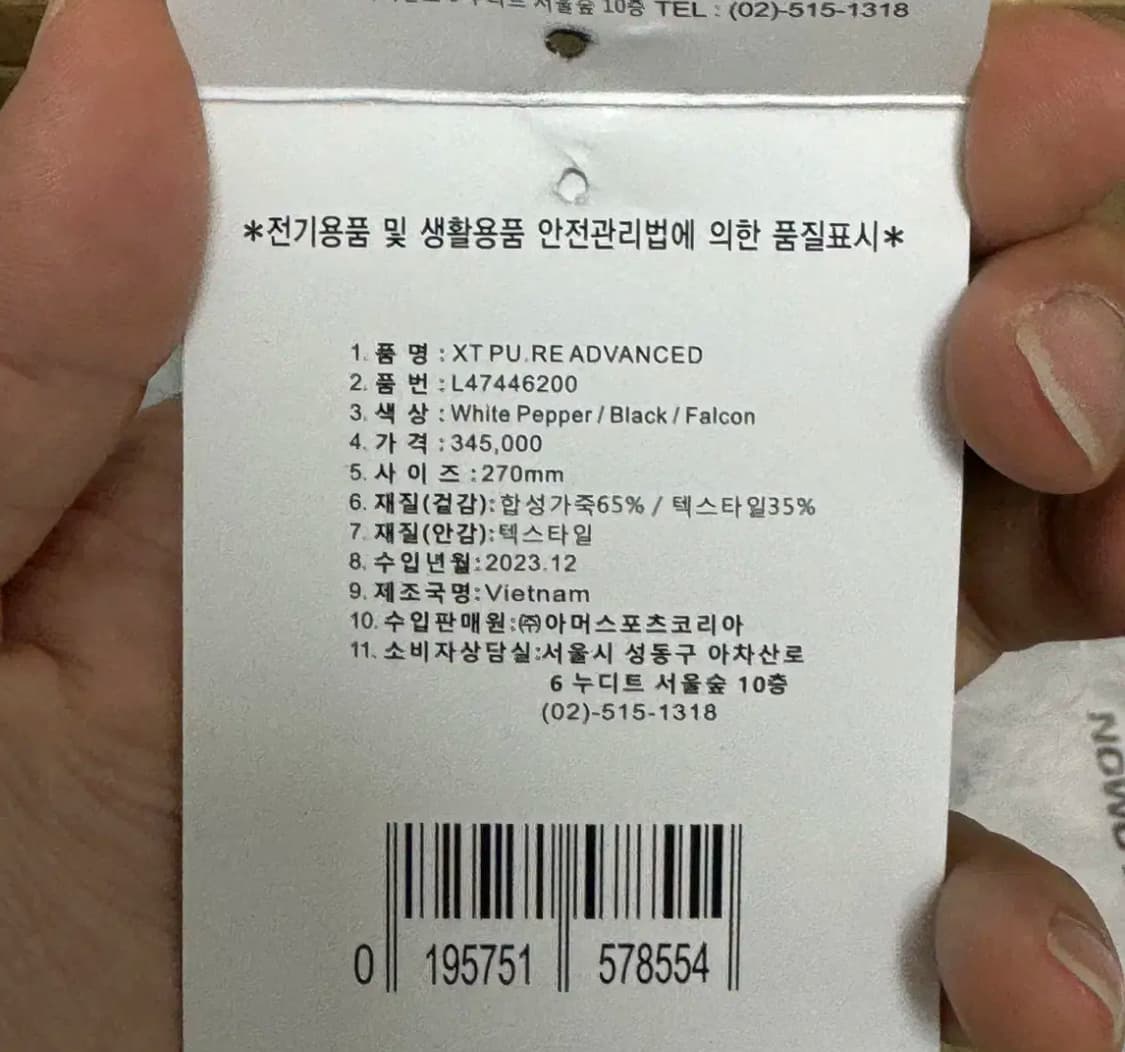 서울숲 10층 TEL : (02)-515-1318
*전기용품 및 생활용품 안전관리법에 의한 품질표시*
1. 품 명 : XT PU.RE ADVANCED
2. 품 번 : L47446200
3. 색 상 : White Pepper / Black / Falcon
4. 가 격 : 345,000
5. 사 이 즈 : 270mm
6. 재질(겉감): 합성가죽65% / 텍스타일35%
7. 재질(안감):텍스타일
8. 수입년월:2023.12
9. 제조국명:Vietnam
10. 수입판매원:㈜아머스포츠코리아
11. 소비자상담실:서울시 성동구 아차산로
6 누디트 서울숲 10층
(02)-515-1318
0 195751 578554